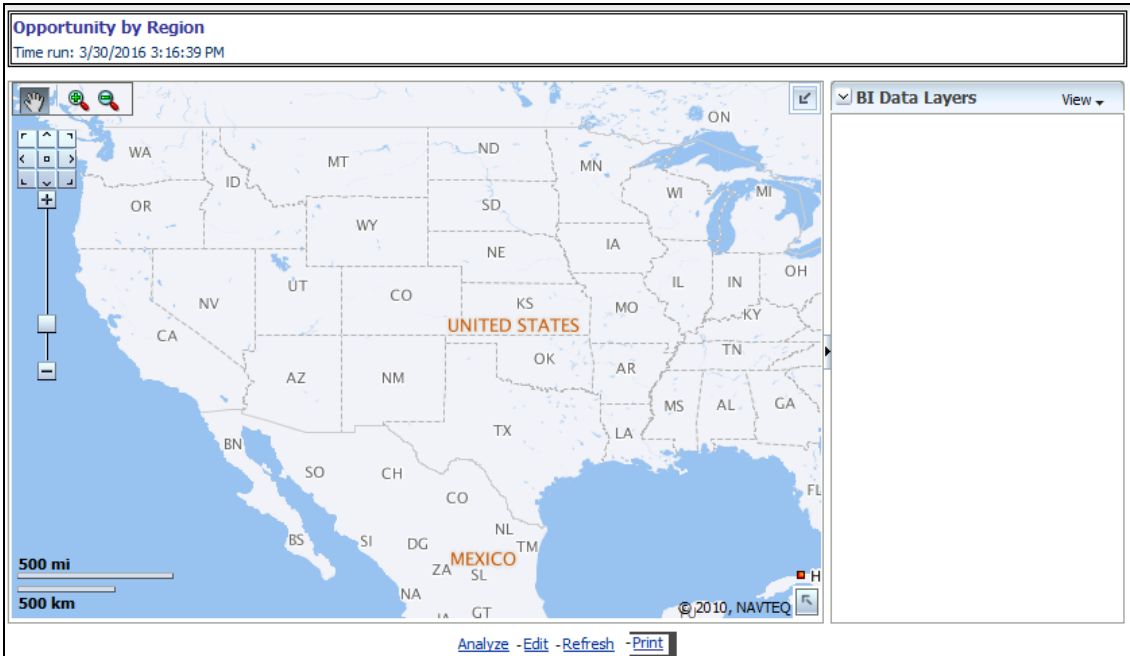 Opportunity by Region
Time run: 3/30/2016 3:16:39 PM
BI Data Layers
View
ON
WA
MT
ND
MN
ID
WI
MI
OR
SD
WY
IA
NE
OH
UT
CO
IL
IN
NV
KS
MO
KY
UNITED STATES
CA
TN
OK
AR
AZ
NM
MS
AL
GA
TX
LA
BN
SO
CH
FL
CO
NL
BS
SI
DG
TM
MEXICO
500 mi
ZA
SL
H
NA
500 km
© 2010, NAVTEQ
GT
Analyze - Edit - Refresh - Print